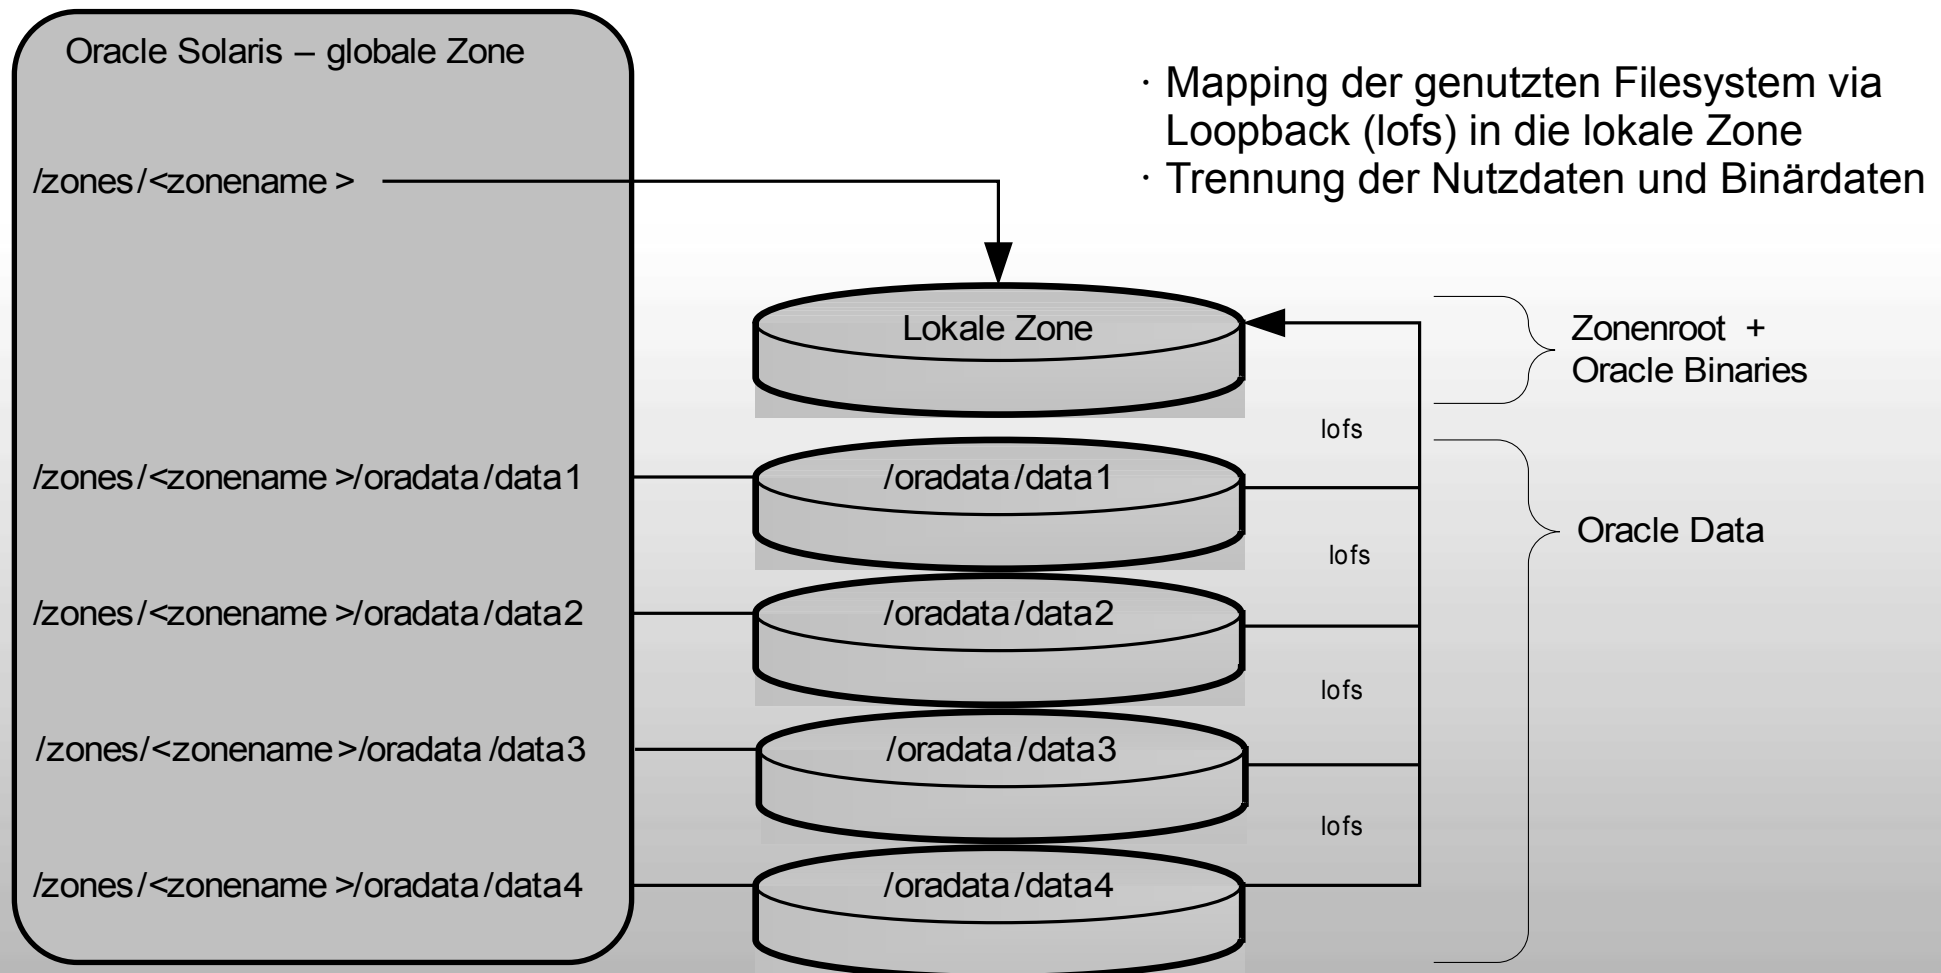 Oracle Solaris – globale Zone
· Mapping der genutzten Filesystem via
Loopback (lofs) in die lokale Zone
· Trennung der Nutzdaten und Binärdaten
/zones/<zonename>
Lokale Zone
Zonenroot +
Oracle Binaries
lofs
/zones/<zonename>/oradata/data1
/oradata/data1
Oracle Data
lofs
/zones/<zonename>/oradata/data2
/oradata/data2
lofs
/zones/<zonename>/oradata/data3
/oradata/data3
lofs
/zones/<zonename>/oradata/data4
/oradata/data4